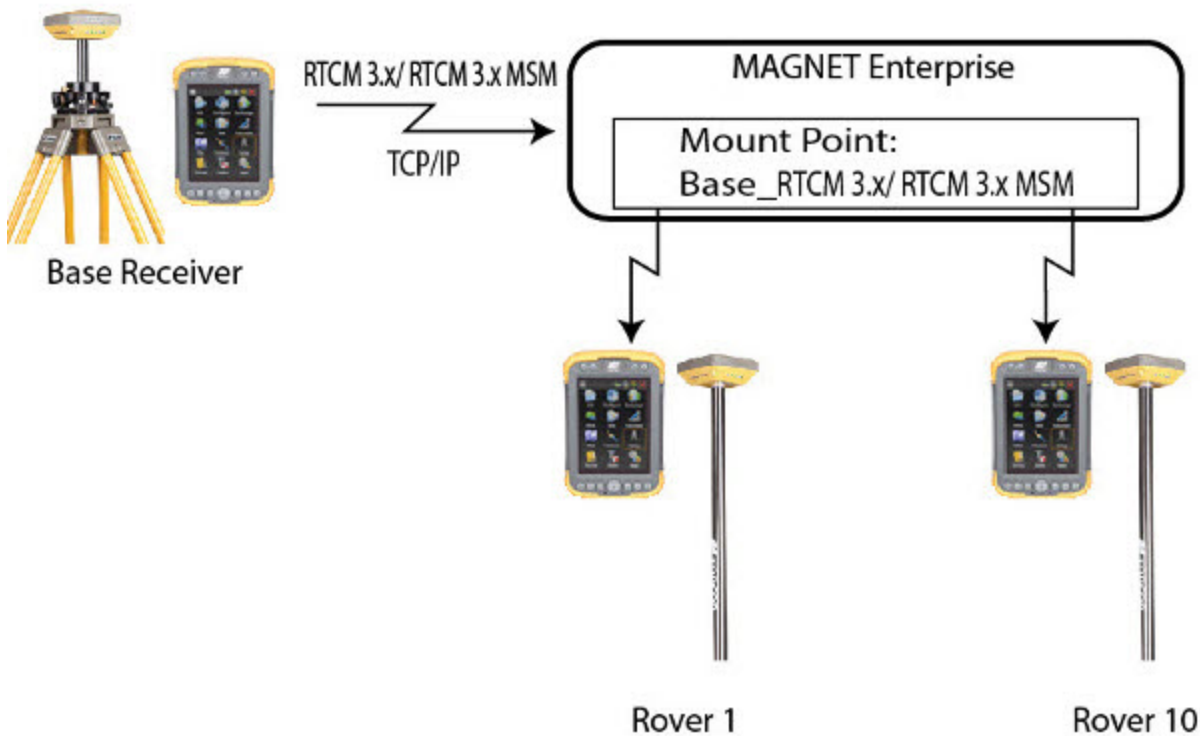 RTCM 3.x/ RTCM 3.x MSM
TCP/IP
Base Receiver
MAGNET Enterprise
Mount Point:
Base_RTCM 3.x/ RTCM 3.x MSM
Rover 1
Rover 10